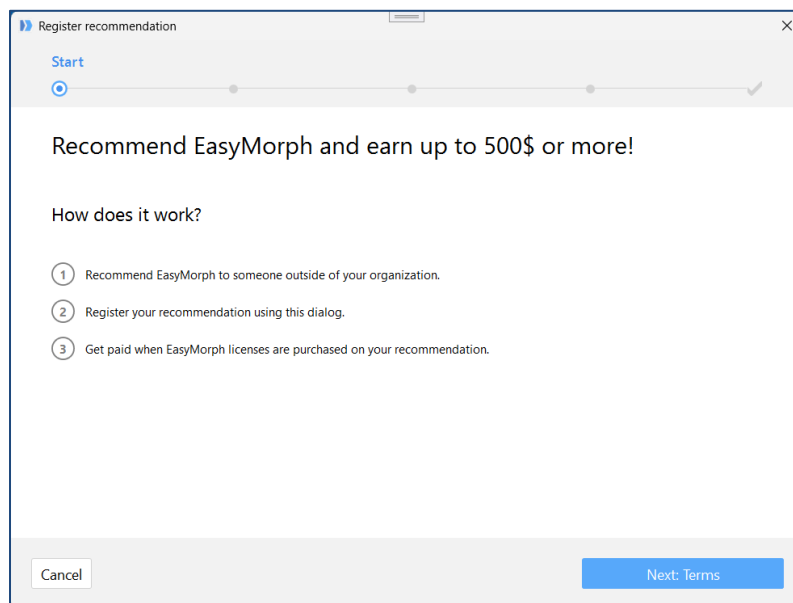 Register recommendation
Start
Recommend EasyMorph and earn up to 500$ or more!
How does it work?
1 Recommend EasyMorph to someone outside of your organization.
2 Register your recommendation using this dialog.
3 Get paid when EasyMorph licenses are purchased on your recommendation.
Cancel Next: Terms